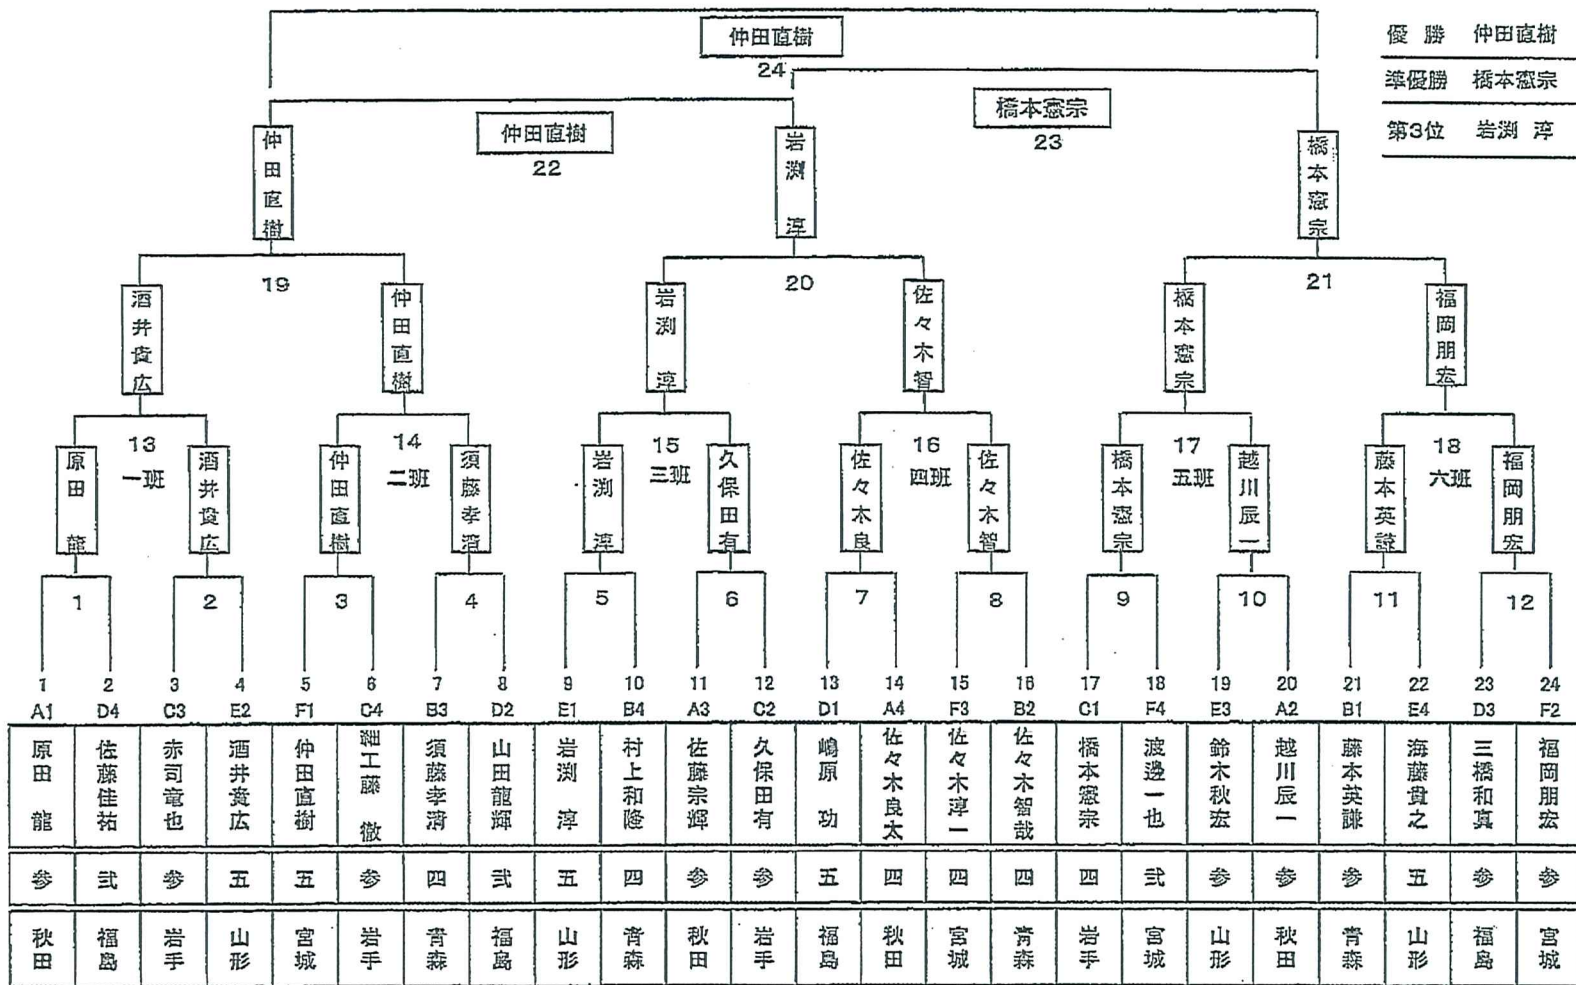 仲田直樹
24
優勝 仲田直樹
準優勝 橋本憲宗
第3位 岩渕 淳
仲田直樹
22
橋本憲宗
23
仲田直樹
岩渕 淳
橋本憲宗
19
20
21
酒井貴広
仲田直樹
岩渕 淳
佐々木智
橋本憲宗
福岡朋宏
13
一班
14
二班
15
三班
16
四班
17
五班
18
六班
原田 龍
酒井貴広
仲田直樹
須藤孝済
岩渕 淳
久保田有
佐々木良
佐々木智
橋本憲宗
越川辰一
藤本英謙
福岡朋宏
1 2 3 4 5 6 7 8 9 10 11 12
1 2 3 4 5 6 7 8 9 10 11 12 13 14 15 16 17 18 19 20 21 22 23 24
A1 D4 C3 E2 F1 C4 B3 D2 E1 B4 A3 C2 D1 A4 F3 B2 C1 F4 E3 A2 B1 E4 D3 F2
原田 龍
佐藤佳祐
赤司竜也
酒井貴広
仲田直樹
細工藤 徹
須藤孝済
山田龍輝
岩渕 淳
村上和隆
佐藤宗輝
久保田有
嶋原 功
佐々木良太
佐々木淳一
佐々木智哉
橋本憲宗
渡邊一也
鈴木秋宏
越川辰一
藤本英謙
海藤貴之
三橋和真
福岡朋宏
参 弐 参 五 五 参 四 弐 五 四 参 参 五 四 四 四 四 弐 参 参 参 五 参 参
秋田 福島 岩手 山形 宮城 岩手 青森 福島 山形 青森 秋田 岩手 福島 秋田 宮城 青森 岩手 宮城 山形 秋田 青森 山形 福島 宮城